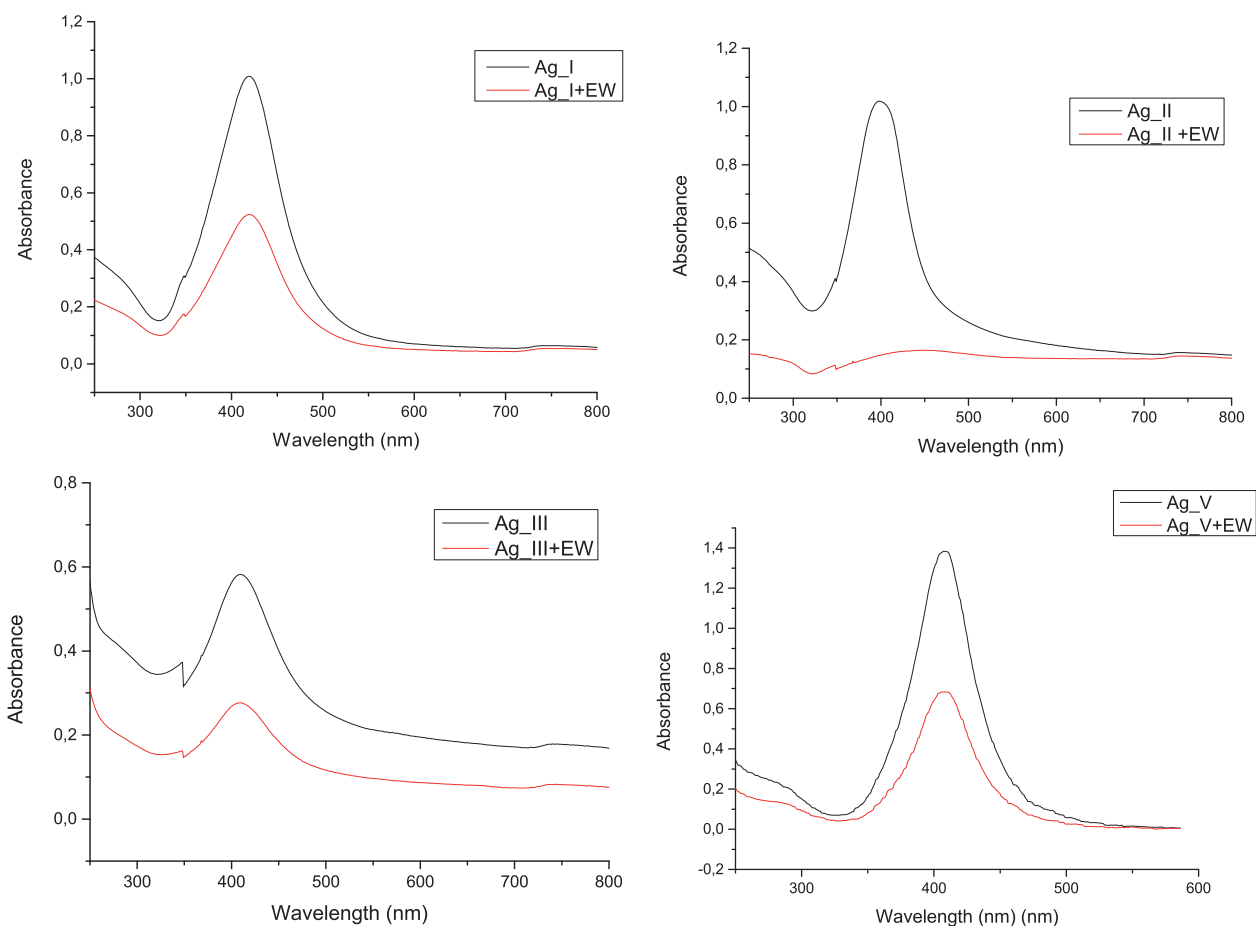 1,2
1,0
0,8
0,6
0,4
0,2
0,0
Absorbance
Ag_I
Ag_I+EW
300 400 500 600 700 800
Wavelength (nm)
1,2
1,0
0,8
0,6
0,4
0,2
0,0
Absorbance
Ag_II
Ag_II +EW
300 400 500 600 700 800
Wavelength (nm)
0,8
0,6
0,4
0,2
0,0
Absorbance
Ag_III
Ag_III+EW
300 400 500 600 700 800
Wavelength (nm)
Ag_V
Ag_V+EW
1,4
1,2
1,0
0,8
0,6
0,4
0,2
0,0
-0,2
Absorbance
300 400 500 600
Wavelength (nm) (nm)